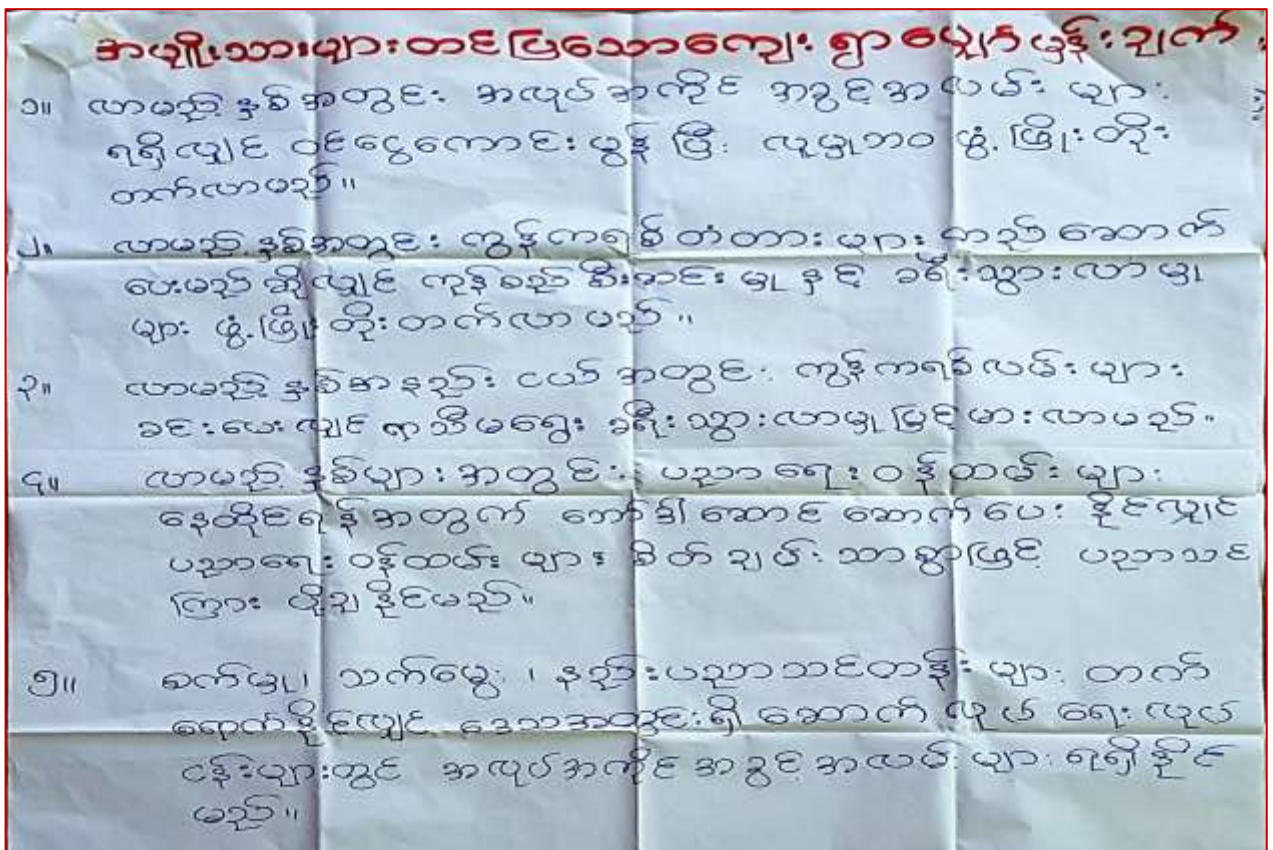 အမျိုးသားများတင်ပြသောကျေးရွာမျှော်မှန်းချက်
၁။ လာမည့်နှစ်အတွင်း အလုပ်အကိုင် အခွင့်အလမ်းများ
ရရှိလျှင် ဝင်ငွေကောင်းမွန်ပြီး လူမှုဘဝ ဖွံ့ဖြိုးတိုး
တက်လာမည်။
၂။ လာမည့်နှစ်အတွင်း ကွန်ကရစ်တံတားများ တည်ဆောက်
ပေးမည်ဆိုလျှင် ကုန်စည်စီးဆင်းမှုနှင့် ခရီးသွားလာမှု
များ ဖွံ့ဖြိုးတိုးတက်လာမည်။
၃။ လာမည့်နှစ်အနည်းငယ်အတွင်း ကွန်ကရစ်လမ်းများ
ခင်းပေးလျှင် ရာသီမရွေး ခရီးသွားလာမှုမြင့်မားလာမည်။
၄။ လာမည့်နှစ်များအတွင်း ပညာရေးဝန်ထမ်းများ
နေထိုင်ရန်အတွက် အဆောင်ဆောက်ပေးနိုင်လျှင်
ပညာရေးဝန်ထမ်းများ စိတ်ချမ်းသာစွာဖြင့် ပညာသင်
ကြားပို့ချနိုင်မည်။
၅။ စက်မှု၊ သက်မွေး၊ နည်းပညာသင်တန်းများ တက်
ရောက်နိုင်လျှင် ဒေသအတွင်းရှိ ဆောက်လုပ်ရေးလုပ်
ငန်းများတွင် အလုပ်အကိုင်အခွင့်အလမ်းများရရှိနိုင်
မည်။